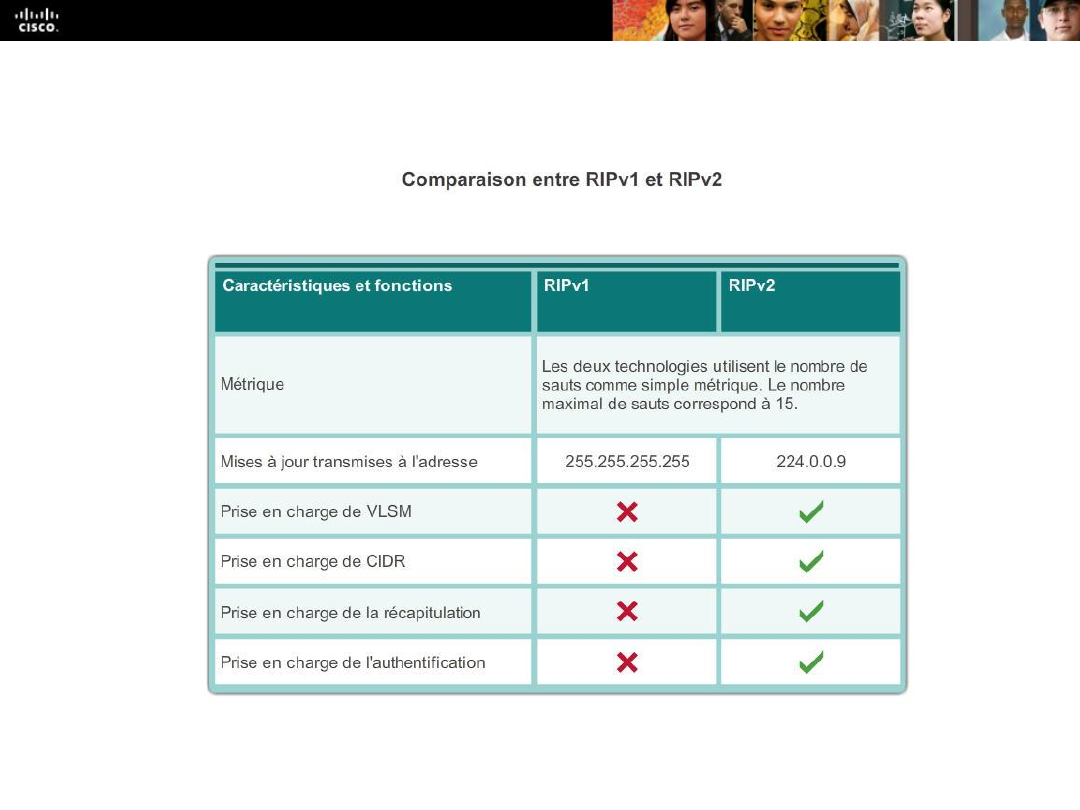 CISCO.
Comparaison entre RIPv1 et RIPv2
Caractéristiques et fonctions RIPv1 RIPv2
Métrique
Les deux technologies utilisent le nombre de
sauts comme simple métrique. Le nombre
maximal de sauts correspond à 15.
Mises à jour transmises à l'adresse 255.255.255.255 224.0.0.9
Prise en charge de VLSM
Prise en charge de CIDR
Prise en charge de la récapitulation
Prise en charge de l'authentification